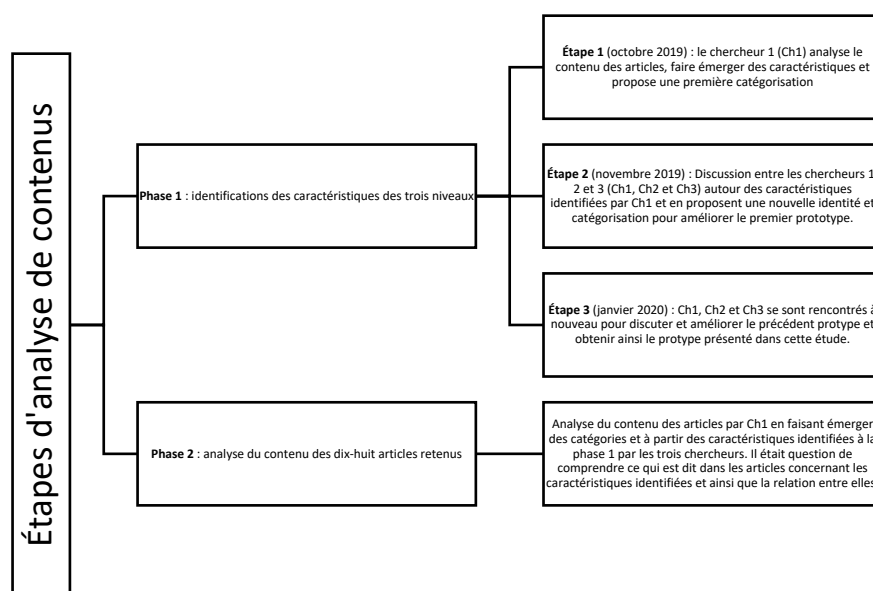 Étapes d'analyse de contenus
Phase 1 : identifications des caractéristiques des trois niveaux
Étape 1 (octobre 2019) : le chercheur 1 (Ch1) analyse le
contenu des articles, faire émerger des caractéristiques et
propose une première catégorisation
Étape 2 (novembre 2019) : Discussion entre les chercheurs 1
2 et 3 (Ch1, Ch2 et Ch3) autour des caractéristiques
identifiées par Ch1 et en proposent une nouvelle identité et
catégorisation pour améliorer le premier prototype.
Étape 3 (janvier 2020) : Ch1, Ch2 et Ch3 se sont rencontrés à
nouveau pour discuter et améliorer le précédent protype et
obtenir ainsi le protype présenté dans cette étude.
Phase 2 : analyse du contenu des dix-huit articles retenus
Analyse du contenu des articles par Ch1 en faisant émerger
des catégories et à partir des caractéristiques identifiées à la
phase 1 par les trois chercheurs. Il était question de
comprendre ce qui est dit dans les articles concernant les
caractéristiques identifiées et ainsi que la relation entre elles